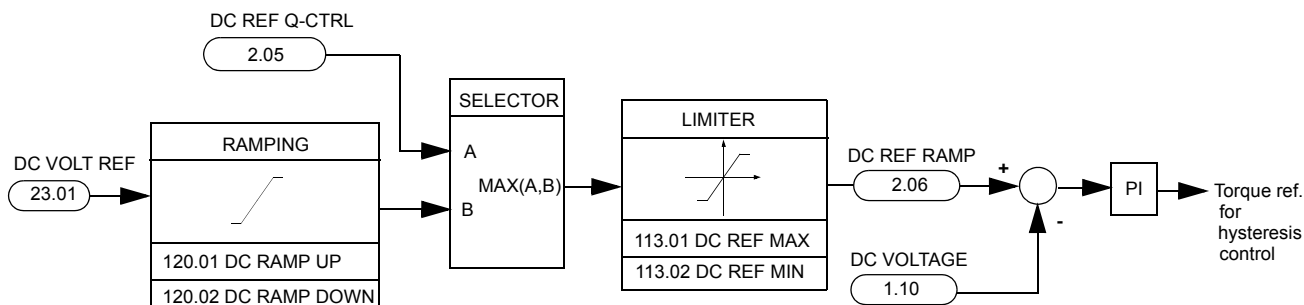 DC REF Q-CTRL
2.05
DC VOLT REF
23.01
RAMPING
120.01 DC RAMP UP
120.02 DC RAMP DOWN
SELECTOR
A
MAX(A,B)
B
LIMITER
113.01 DC REF MAX
113.02 DC REF MIN
DC REF RAMP
2.06
+
-
DC VOLTAGE
1.10
PI
Torque ref.
for
hysteresis
control